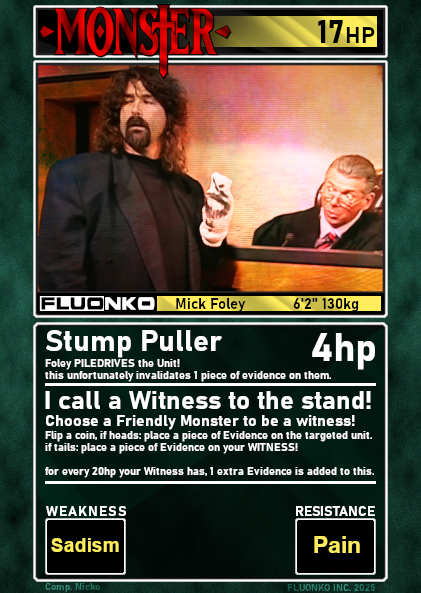 MONSTER
17HP
FLUONKO
Mick Foley
6'2" 130kg
Stump Puller
4hp
Foley PILEDRIVES the Unit!
this unfortunately invalidates 1 piece of evidence on them.
I call a Witness to the stand!
Choose a Friendly Monster to be a witness!
Flip a coin, if heads: place a piece of Evidence on the targeted unit.
if tails: place a piece of Evidence on your WITNESS!
for every 20hp your Witness has, 1 extra Evidence is added to this.
WEAKNESS
RESISTANCE
Sadism
Pain
Comp. Nicko
FLUONKO INC. 2025